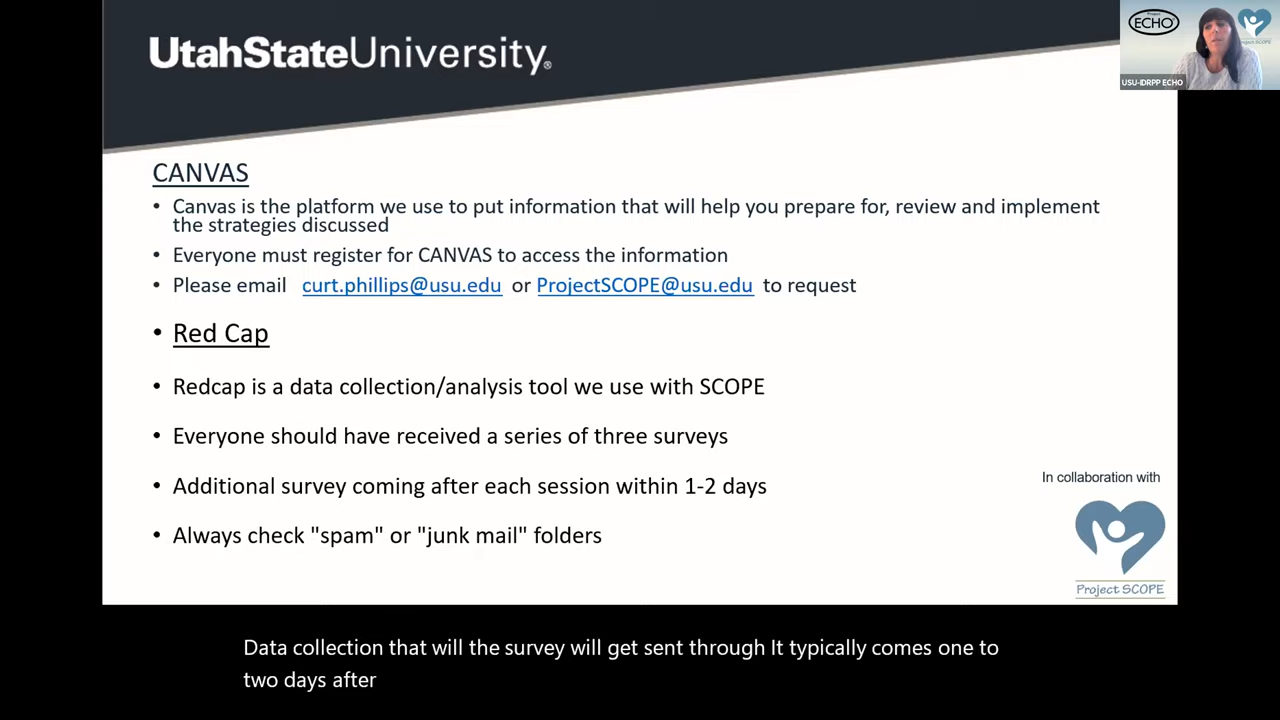 UtahStateUniversity®
Project
ECHO
Project SCOPE
USU-IDRPP ECHO
CANVAS
• Canvas is the platform we use to put information that will help you prepare for, review and implement
the strategies discussed
• Everyone must register for CANVAS to access the information
• Please email curt.phillips@usu.edu or ProjectSCOPE@usu.edu to request
• Red Cap
• Redcap is a data collection/analysis tool we use with SCOPE
• Everyone should have received a series of three surveys
• Additional survey coming after each session within 1-2 days
• Always check "spam" or "junk mail" folders
In collaboration with
Project SCOPE
Data collection that will the survey will get sent through It typically comes one to
two days after